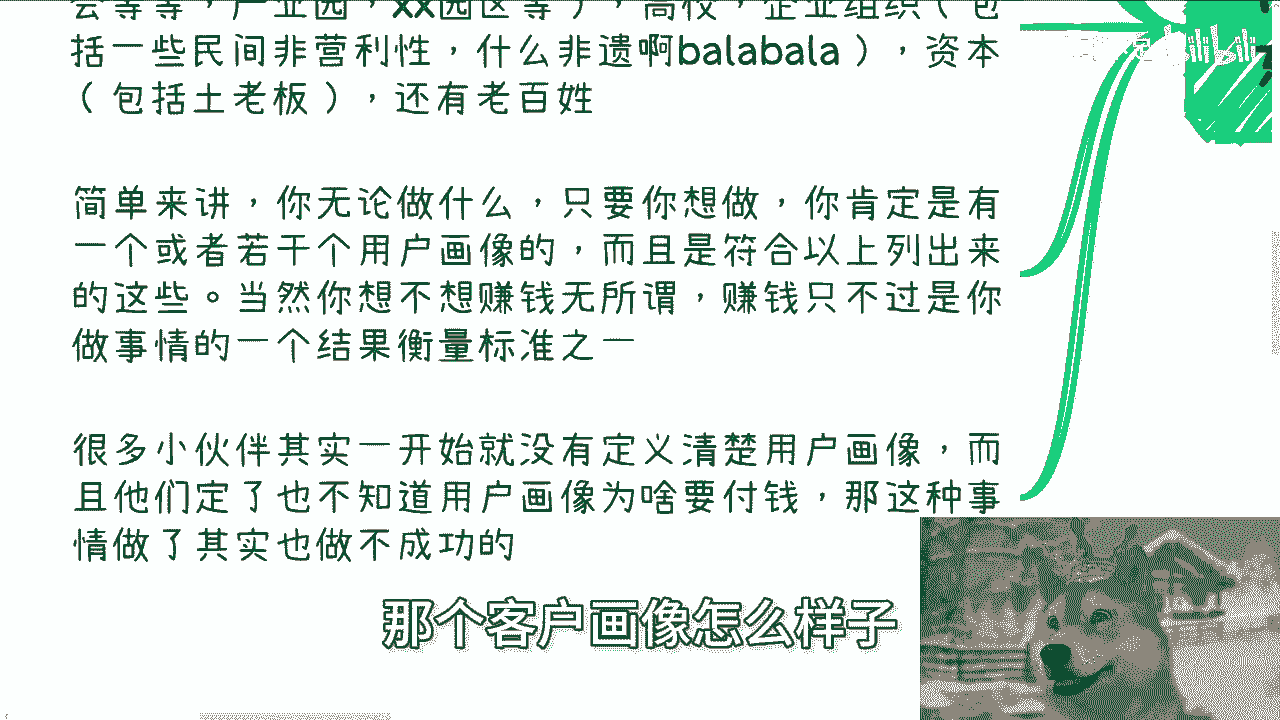 会等等，产业园，xx园区等），高校，企业组织（包
括一些民间非营利性，什么非遗啊balabala），资本
（包括土老板），还有老百姓
简单来讲，你无论做什么，只要你想做，你肯定是有
一个或者若干个用户画像的，而且是符合以上列出来
的这些。当然你想不想赚钱无所谓，赚钱只不过是你
做事情的一个结果衡量标准之一
很多小伙伴其实一开始就没有定义清楚用户画像，而
且他们定了也不知道用户画像为啥要付钱，那这种事
情做了其实也做不成功的
那个客户画像怎么样子